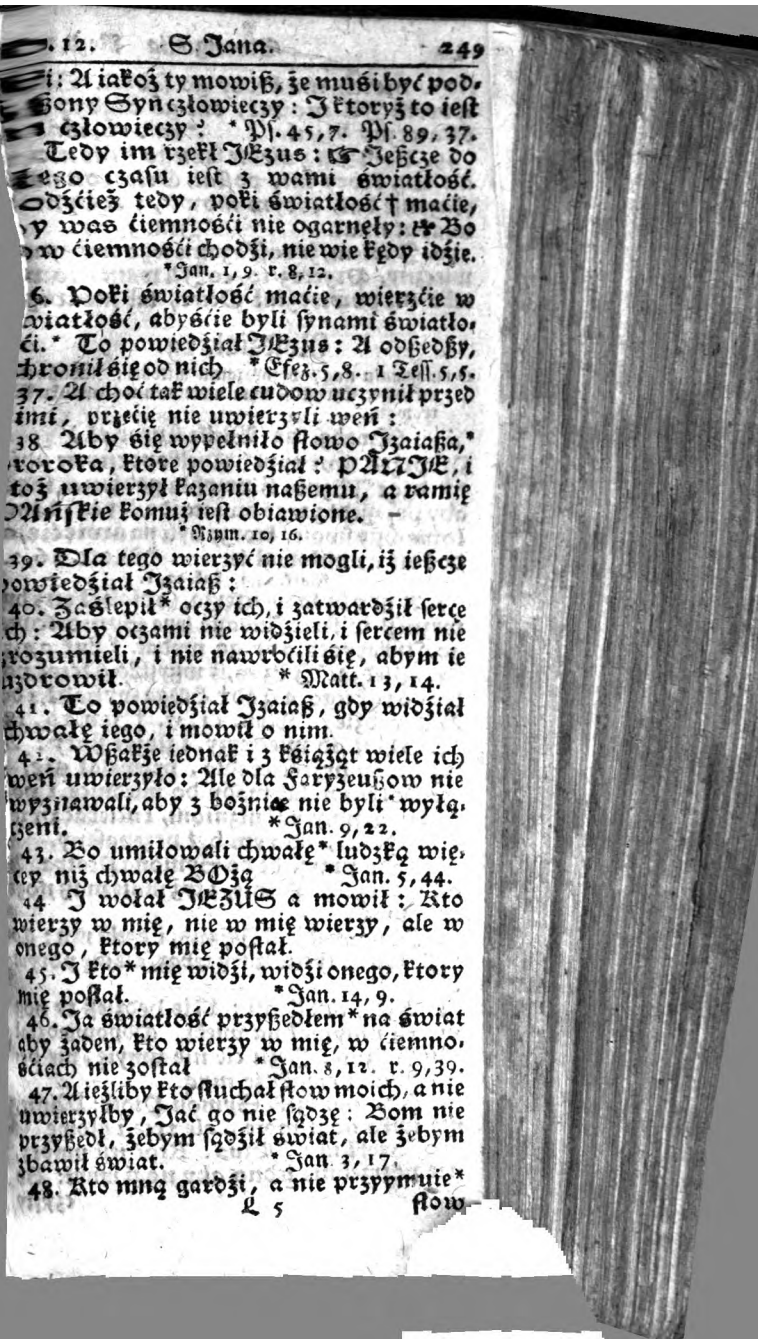 . 12. S. Jana. 249
i: A iakoż ty mowiß, że muśi być pod-
ßony Syn człowieczy: I ktoryż to iest
człowieczy? * Ps. 45, 7. Ps. 89, 37.
Tedy im rzekł JEzus: ☞ Jeßcze do
ego czasu iest z wami światłość.
odźćież tedy, poki światłość † maćie,
y was ćiemnośći nie ogarnęły: Bo
w ćiemnośći chodźi, nie wie kędy idźie.
* Jan. 1, 9. r. 8, 12.
6. Poki światłość maćie, wierzćie w
wiatłość, abyśćie byli synami światło-
ći. * To powiedźiał JEzus: A odßedßy,
chronił się od nich * Efez. 5, 8. 1 Tess. 5, 5.
37. A choć tak wiele cudow uczynił przed
imi, przećię nie uwierzyli weń:
38 Aby się wypełniło słowo Izaiaßa, *
roroka, ktore powiedźiał: PANIE, i
toż uwierzył kazaniu naßemu, a ramię
PAńskie komuż iest obiawione. –
* Rzym. 10, 16.
39. Dla tego wierzyć nie mogli, iż ießcze
powiedźiał Izaiaß:
40. Zaślepił * oczy ich, i zatwardźił serce
ch: Aby oczami nie widźieli, i sercem nie
zrozumieli, i nie nawrόćili się, abym ie
uzdrowił. * Matt. 13, 14.
41. To powiedźiał Izaiaß, gdy widźiał
chwałę iego, i mowił o nim.
42. Wßakże iednak i z kśiążąt wiele ich
weń uwierzyło: Ale dla Faryzeußow nie
wyznawali, aby z bożnice nie byli * wyłą-
czeni. * Jan. 9, 22.
43. Bo umiłowali chwałę * ludzką wię-
cey niż chwałę BOżą * Jan. 5, 44.
44 I wołał JEZUS a mowił: Kto
wierzy w mię, nie w mię wierzy, ale w
onego, ktory mię posłał.
45. I kto * mię widźi, widźi onego, ktory
mię posłał. * Jan. 14, 9.
46. Ja światłość przyßedłem * na świat
aby żaden, kto wierzy w mię, w ćiemno-
śćiach nie został * Jan. 8, 12. r. 9, 39.
47. A ieżliby kto słuchał słow moich, a nie
uwierzyłby, Jać go nie sądzę: Bom nie
przyßedł, żebym sądźił świat, ale żebym
zbawił świat. * Jan 3, 17.
48. Kto mną gardźi, a nie przyymuie *
L 5 słow